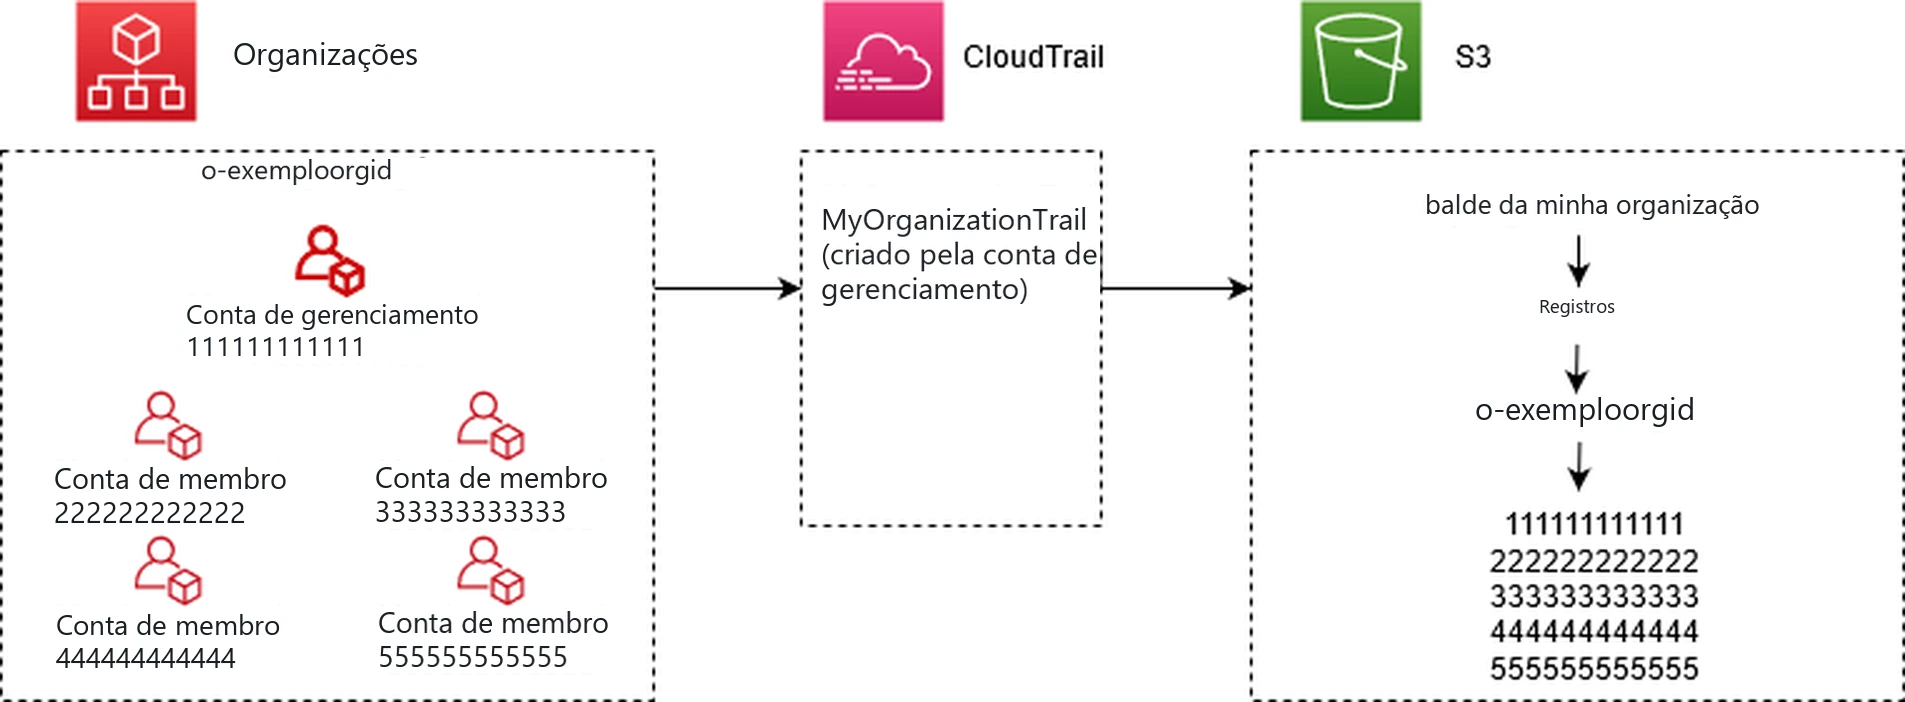 Organizações
CloudTrail
S3
o-exemploorgid
Conta de gerenciamento
111111111111
Conta de membro
222222222222
Conta de membro
333333333333
Conta de membro
444444444444
Conta de membro
555555555555
MyOrganizationTrail
(criado pela conta de
gerenciamento)
balde da minha organização
Registros
o-exemploorgid
111111111111
222222222222
333333333333
444444444444
555555555555